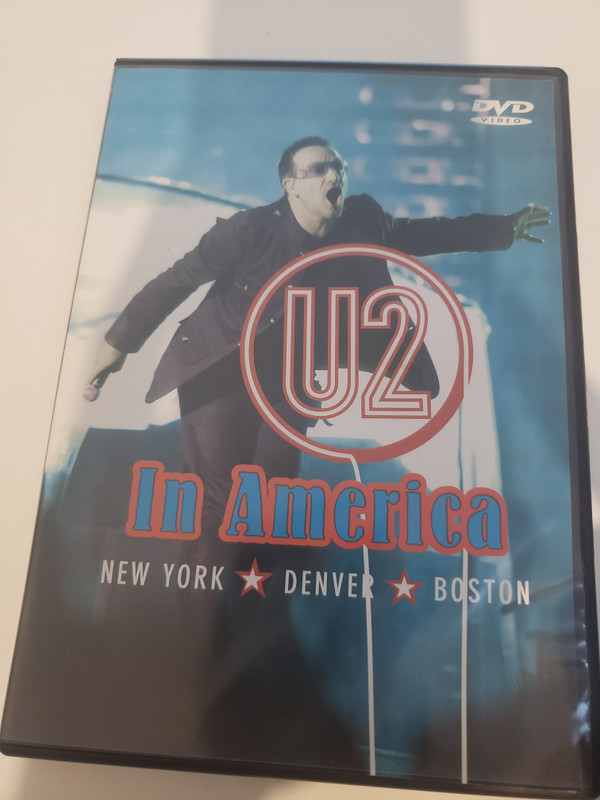 DVD
VIDEO
U2
In America
NEW YORK ★ DENVER ★ BOSTON